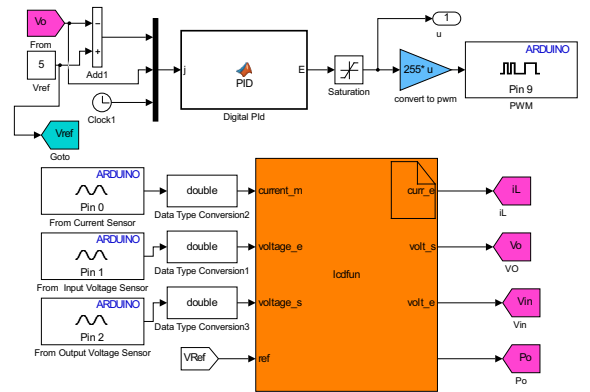 Vo
From
5
Vref
−
+
Add1
Clock1
Vref
Goto
j
PID
E
Digital PId
Saturation
1
u
255* u
convert to pwm
ARDUINO
Pin 9
PWM
ARDUINO
Pin 0
From Current Sensor
double
Data Type Conversion2
ARDUINO
Pin 1
From Input Voltage Sensor
double
Data Type Conversion1
ARDUINO
Pin 2
From Output Voltage Sensor
double
Data Type Conversion3
VRef
current_m
voltage_e
voltage_s
ref
lcdfun
curr_e
volt_s
volt_e
iL
iL
Vo
VO
Vin
Vin
Po
Po